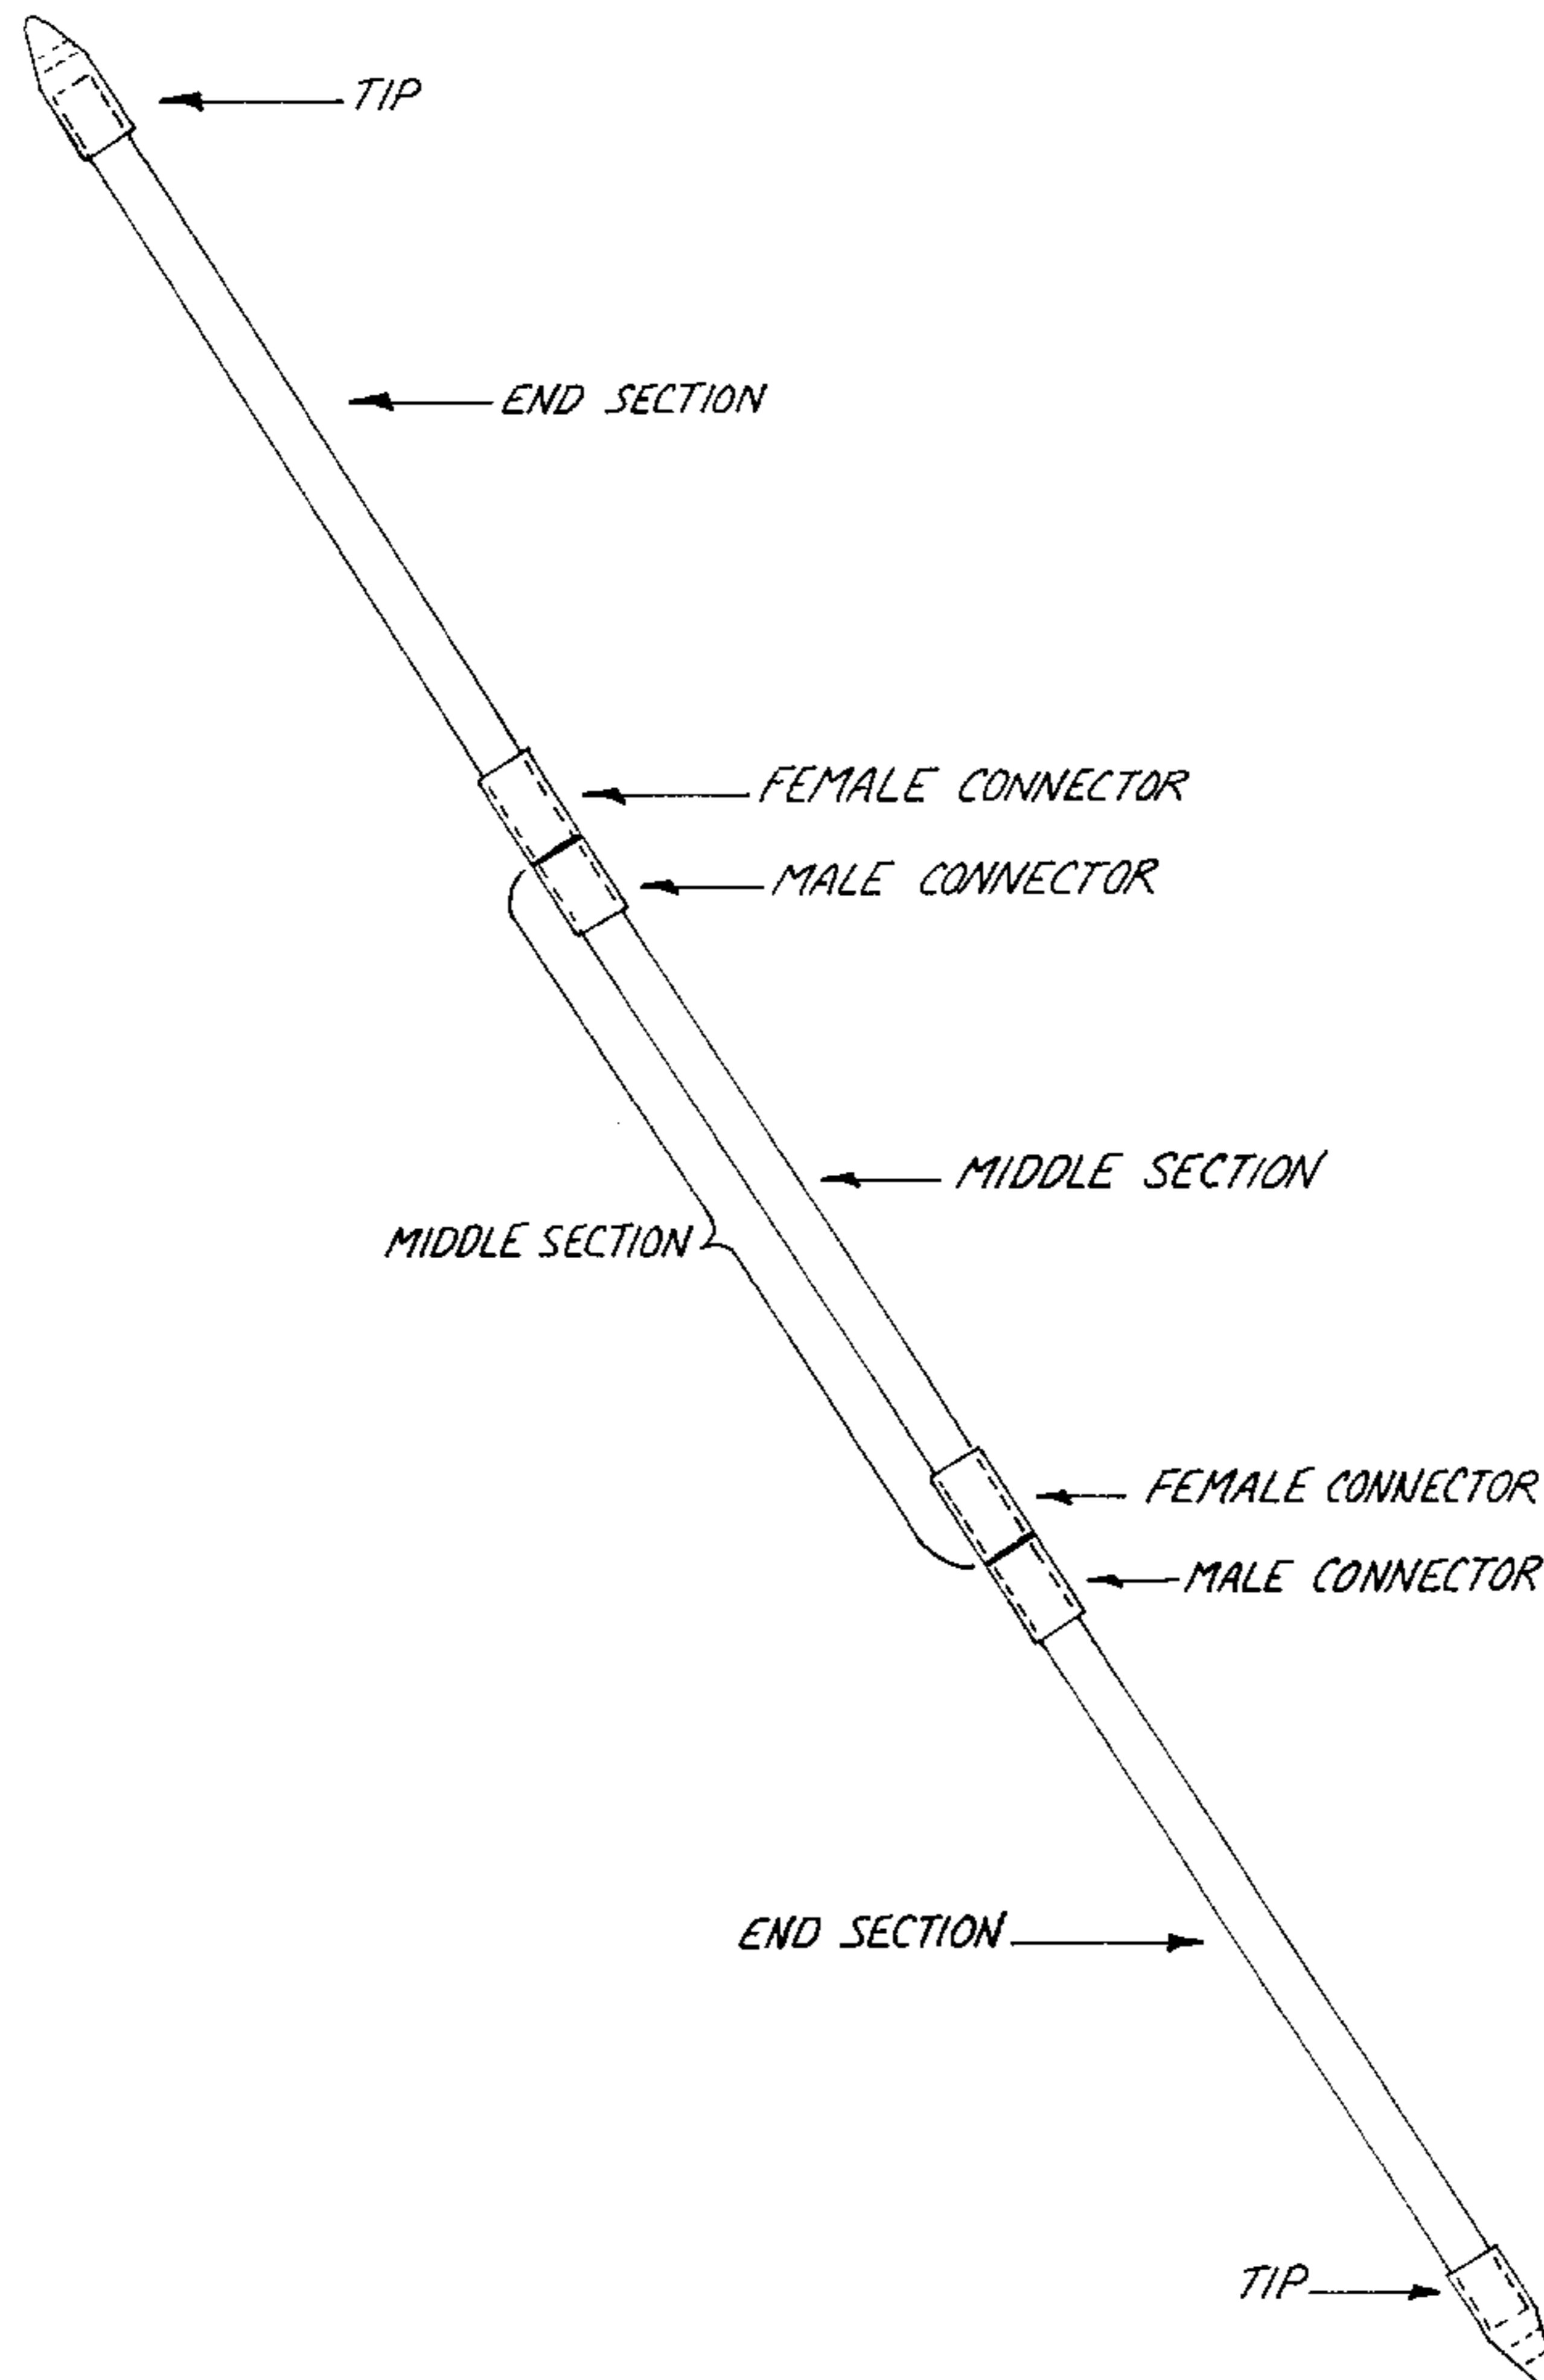 TIP
END SECTION
FEMALE CONNECTOR
MALE CONNECTOR
MIDDLE SECTION
MIDDLE SECTION
FEMALE CONNECTOR
MALE CONNECTOR
END SECTION
TIP